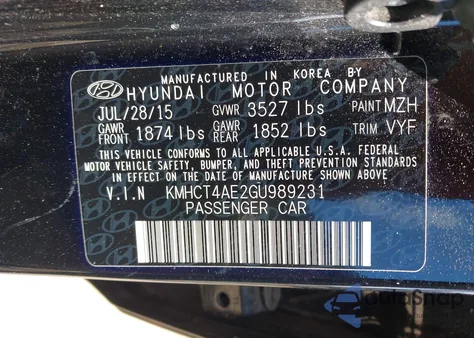 MANUFACTURED IN KOREA BY
HYUNDAI MOTOR COMPANY
JUL/28/15 GVWR 3527 lbs PAINT MZH
GAWR FRONT 1874 lbs GAWR REAR 1852 lbs TRIM VYF
THIS VEHICLE CONFORMS TO ALL APPLICABLE U.S.A. FEDERAL
MOTOR VEHICLE SAFETY, BUMPER, AND THEFT PREVENTION STANDARDS
IN EFFECT ON THE DATE OF MANUFACTURE SHOWN ABOVE.
V.I.N KMHCT4AE2GU989231
PASSENGER CAR
AutoSnap